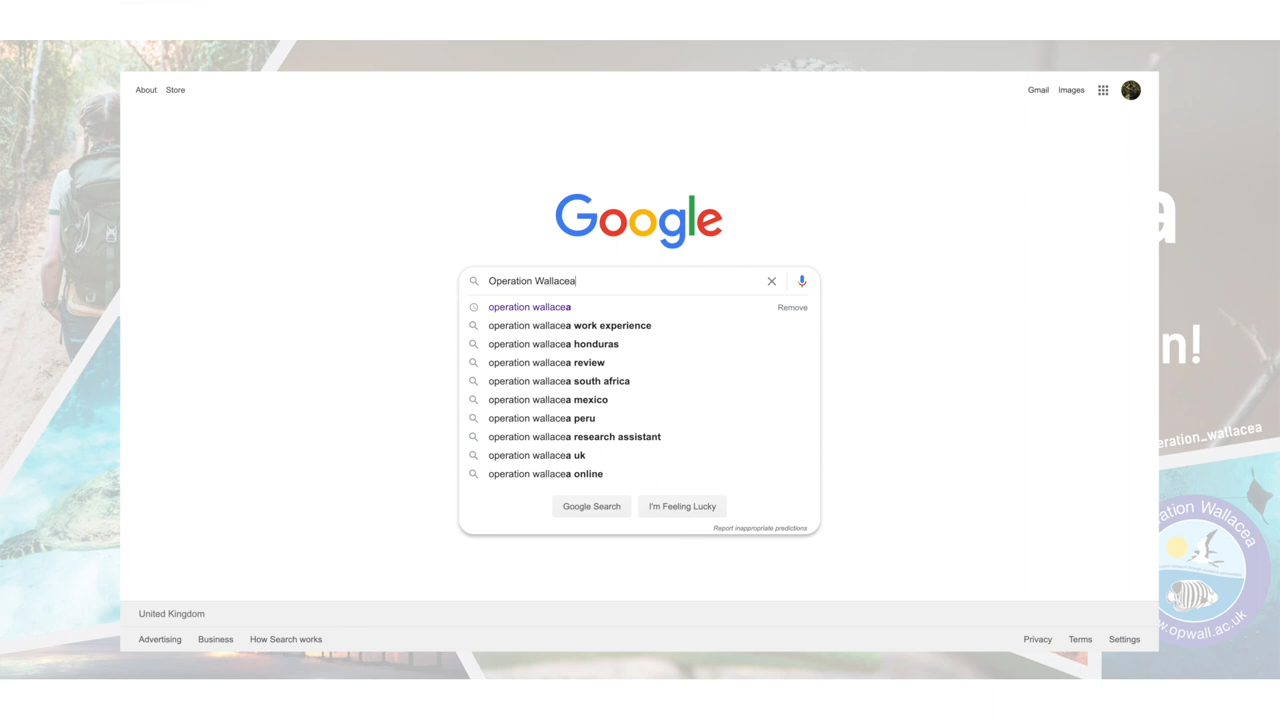 About Store
Gmail Images
Google
Operation Wallacea
operation wallacea
Remove
operation wallacea work experience
operation wallacea honduras
operation wallacea review
operation wallacea south africa
operation wallacea mexico
operation wallacea peru
operation wallacea research assistant
operation wallacea uk
operation wallacea online
Google Search
I'm Feeling Lucky
Report inappropriate predictions
United Kingdom
Advertising Business How Search works
Privacy Terms Settings
a
n!
eration_wallacea
ration Wallacea
w.opwall.ac.uk